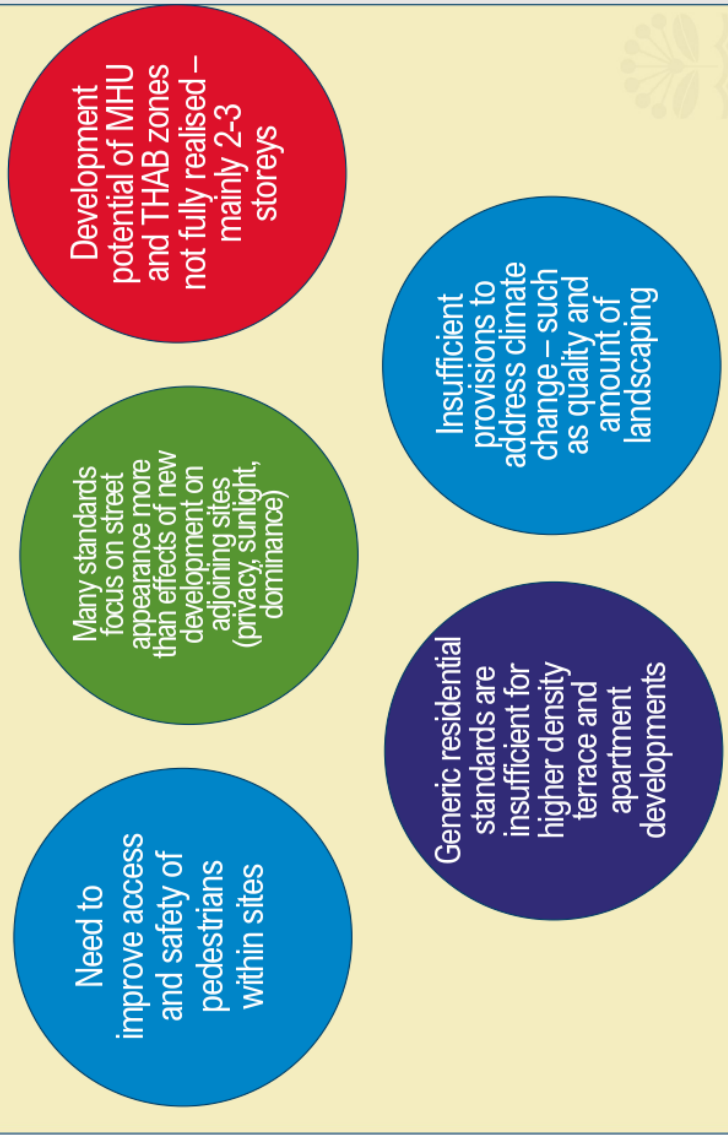 Need to
improve access
and safety of
pedestrians
within sites
Many standards
focus on street
appearance more
than effects of new
development on
adjoining sites
(privacy, sunlight,
dominance)
Development
potential of MHU
and THAB zones
not fully realised –
mainly 2-3
storeys
Generic residential
standards are
insufficient for
higher density
terrace and
apartment
developments
Insufficient
provisions to
address climate
change – such
as quality and
amount of
landscaping